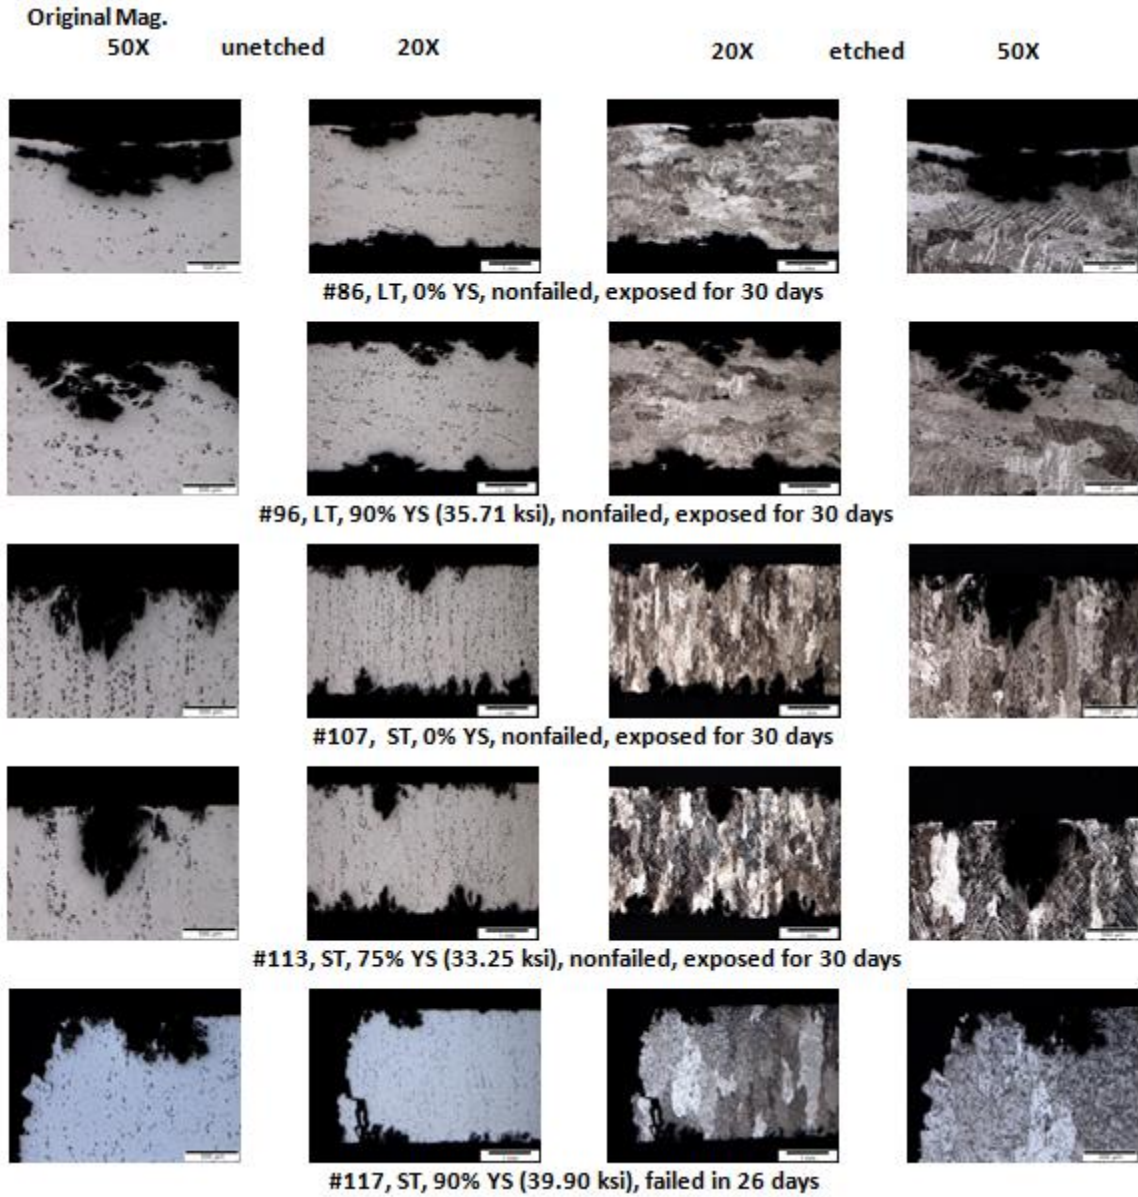 Original Mag.
50X unetched 20X 20X etched 50X
#86, LT, 0% YS, nonfailed, exposed for 30 days
#96, LT, 90% YS (35.71 ksi), nonfailed, exposed for 30 days
#107, ST, 0% YS, nonfailed, exposed for 30 days
#113, ST, 75% YS (33.25 ksi), nonfailed, exposed for 30 days
#117, ST, 90% YS (39.90 ksi), failed in 26 days